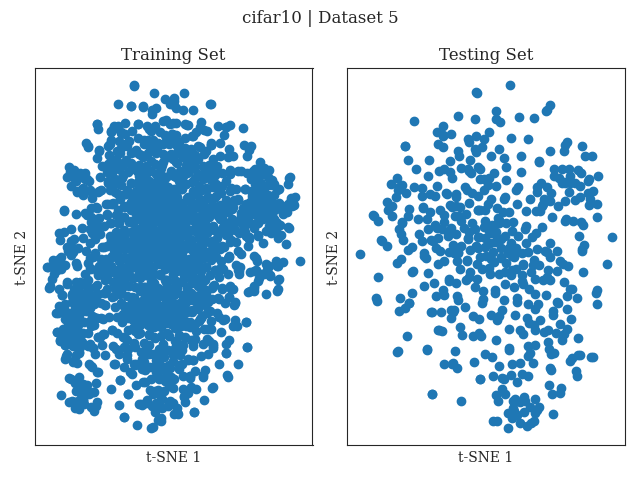 cifar10 | Dataset 5
Training Set
Testing Set
t-SNE 2
t-SNE 2
t-SNE 1
t-SNE 1